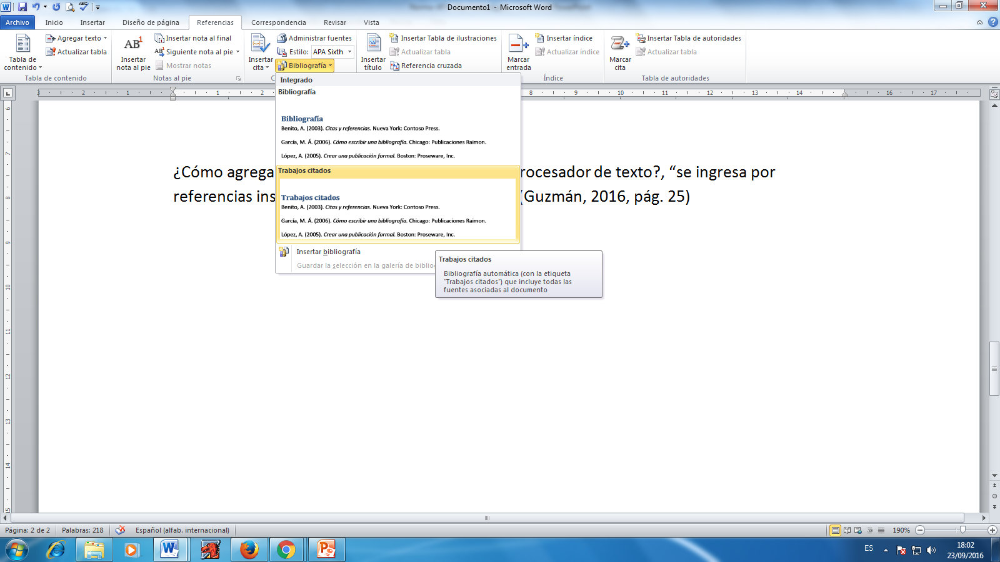 Documento1 - Microsoft Word
Archivo Inicio Insertar Diseño de página Referencias Correspondencia Revisar Vista
Tabla de contenido
Agregar texto
Actualizar tabla
Tabla de contenido
AB1
Insertar nota al pie
Insertar nota al final
Siguiente nota al pie
Mostrar notas
Notas al pie
Insertar cita
Administrar fuentes
Estilo: APA Sixth
Bibliografía
Insertar título
Insertar Tabla de ilustraciones
Actualizar tabla
Referencia cruzada
Marcar entrada
Insertar índice
Actualizar índice
Índice
Marcar cita
Insertar Tabla de autoridades
Actualizar tabla
Tabla de autoridades
Integrado
Bibliografía
Bibliografía
Benito, A. (2003). Citas y referencias. Nueva York: Contoso Press.
García, M. Á. (2006). Cómo escribir una bibliografía. Chicago: Publicaciones Raimon.
López, A. (2005). Crear una publicación formal. Boston: Proseware, Inc.
Trabajos citados
Trabajos citados
Benito, A. (2003). Citas y referencias. Nueva York: Contoso Press.
García, M. Á. (2006). Cómo escribir una bibliografía. Chicago: Publicaciones Raimon.
López, A. (2005). Crear una publicación formal. Boston: Proseware, Inc.
Insertar bibliografía
Guardar la selección en la galería de biblio
Trabajos citados
Bibliografía automática (con la etiqueta
"Trabajos citados") que incluye todas las
fuentes asociadas al documento
¿Cómo agrega rocesador de texto?, “se ingresa por
referencias ins (Guzmán, 2016, pág. 25)
Página: 2 de 2 Palabras: 218 Español (alfab. internacional) 190%
ES 18:02
23/09/2016